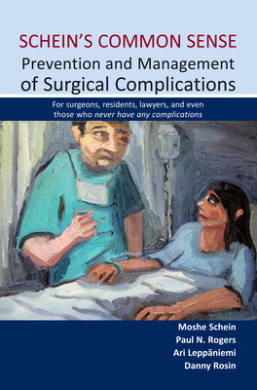 SCHEIN'S COMMON SENSE
Prevention and Management
of Surgical Complications
For surgeons, residents, lawyers, and even
those who never have any complications
Moshe Schein
Paul N. Rogers
Ari Leppäniemi
Danny Rosin